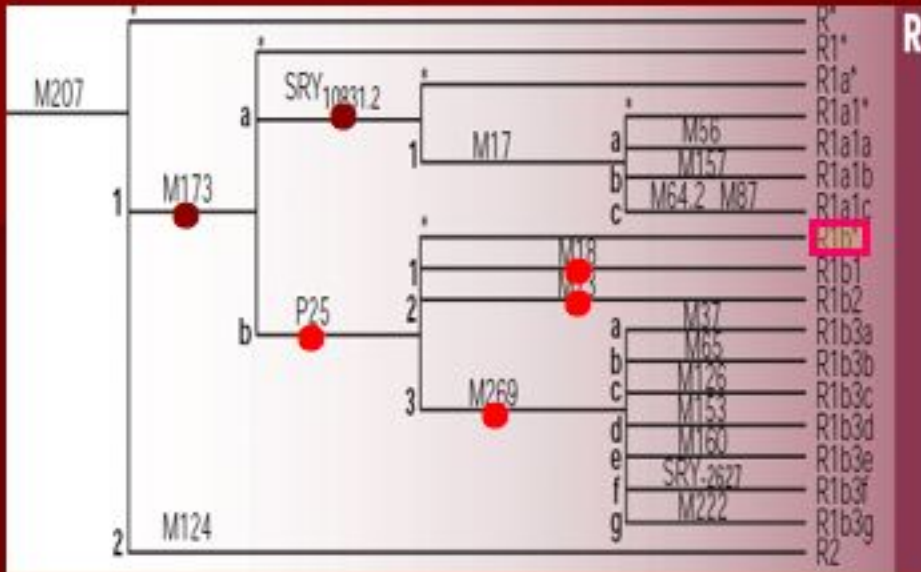 R*
R
R1*
M207
SRY10831.2
R1a*
a
R1a1*
M56
a
R1a1a
1
M17
M157
b
R1a1b
M173
M64.2 M87
1
c
R1a1c
R1b*
M18
1
R1b1
2
R1b2
P25
M37
b
a
R1b3a
M65
b
R1b3b
M126
c
R1b3c
3
M269
M153
d
R1b3d
M160
e
R1b3e
SRY-2627
f
R1b3f
M222
g
R1b3g
M124
2
R2